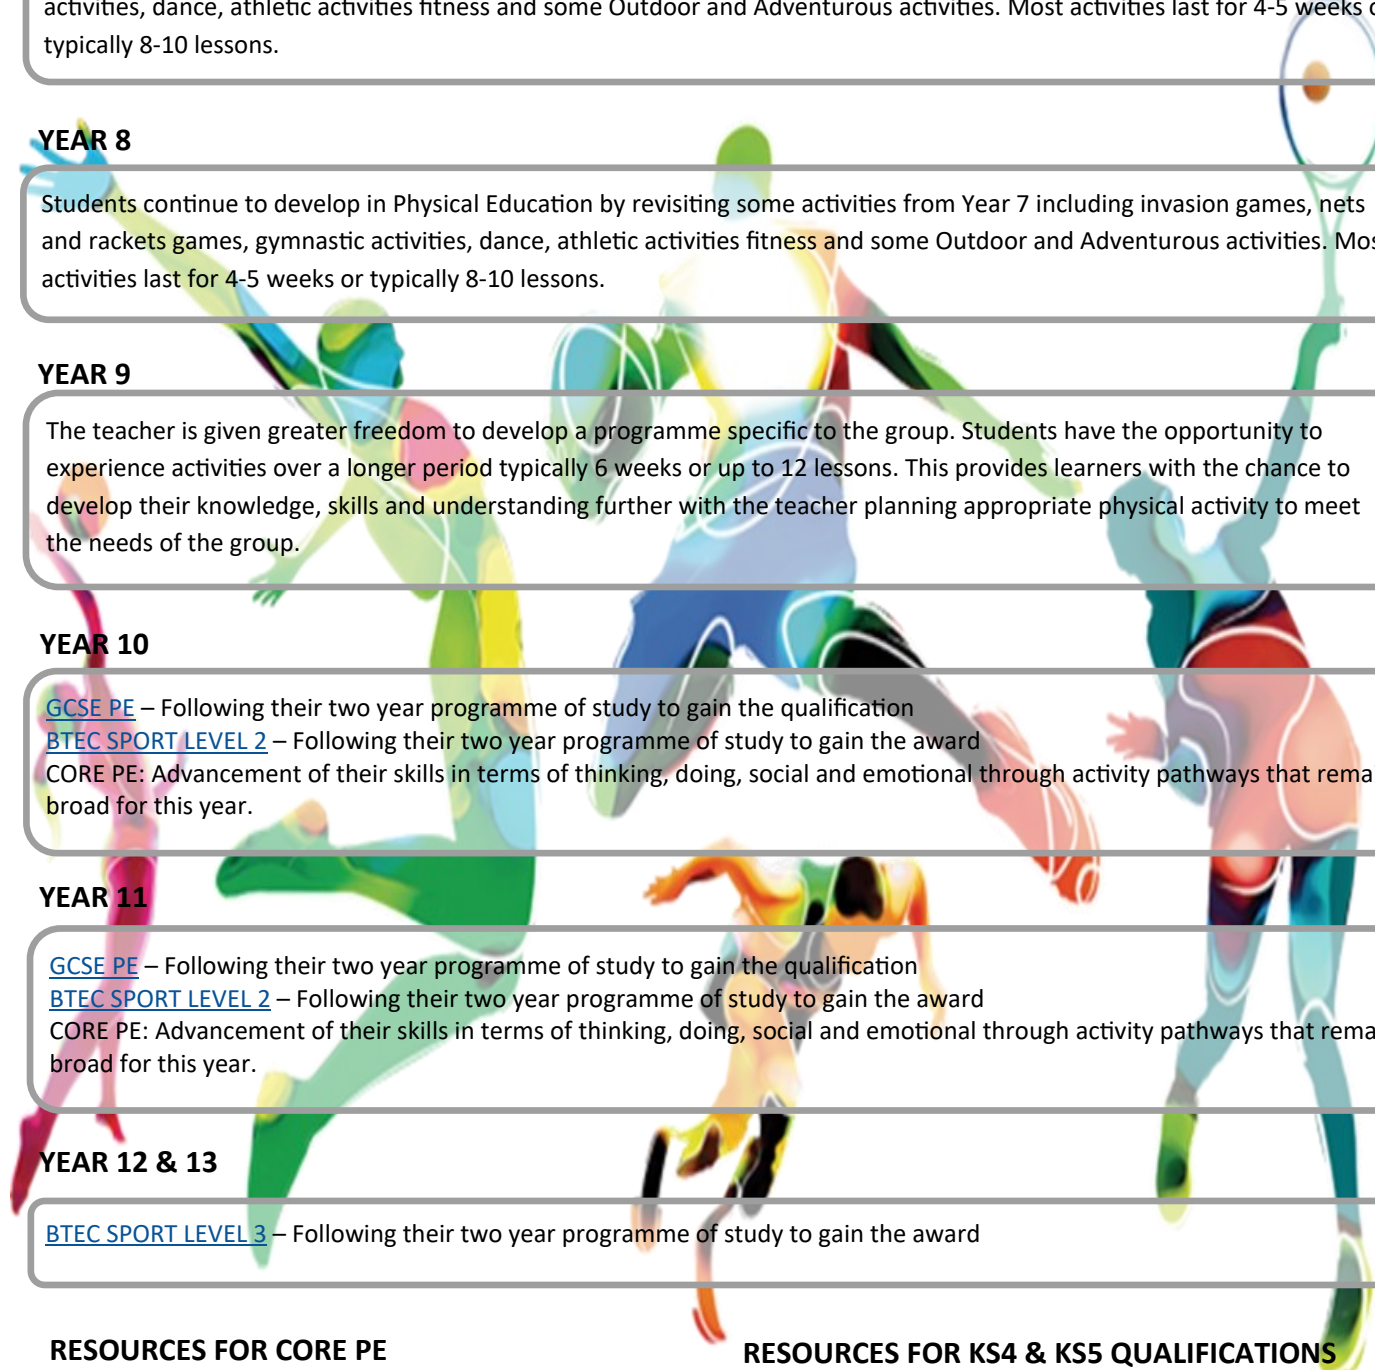 activities, dance, athletic activities fitness and some Outdoor and Adventurous activities. Most activities last for 4-5 weeks
typically 8-10 lessons.
YEAR 8
Students continue to develop in Physical Education by revisiting some activities from Year 7 including invasion games, nets
and rackets games, gymnastic activities, dance, athletic activities fitness and some Outdoor and Adventurous activities.
activities last for 4-5 weeks or typically 8-10 lessons.
YEAR 9
The teacher is given greater freedom to develop a programme specific to the group. Students have the opportunity to
experience activities over a longer period typically 6 weeks or up to 12 lessons. This provides learners with the chance to
develop their knowledge, skills and understanding further with the teacher planning appropriate physical activity to meet
the needs of the group.
YEAR 10
GCSE PE – Following their two year programme of study to gain the qualification
BTEC SPORT LEVEL 2 – Following their two year programme of study to gain the award
CORE PE: Advancement of their skills in terms of thinking, doing, social and emotional through activity pathways that
broad for this year.
YEAR 11
GCSE PE – Following their two year programme of study to gain the qualification
BTEC SPORT LEVEL 2 – Following their two year programme of study to gain the award
CORE PE: Advancement of their skills in terms of thinking, doing, social and emotional through activity pathways that
broad for this year.
YEAR 12 & 13
BTEC SPORT LEVEL 3 – Following their two year programme of study to gain the award
RESOURCES FOR CORE PE
RESOURCES FOR KS4 & KS5 QUALIFICATIONS